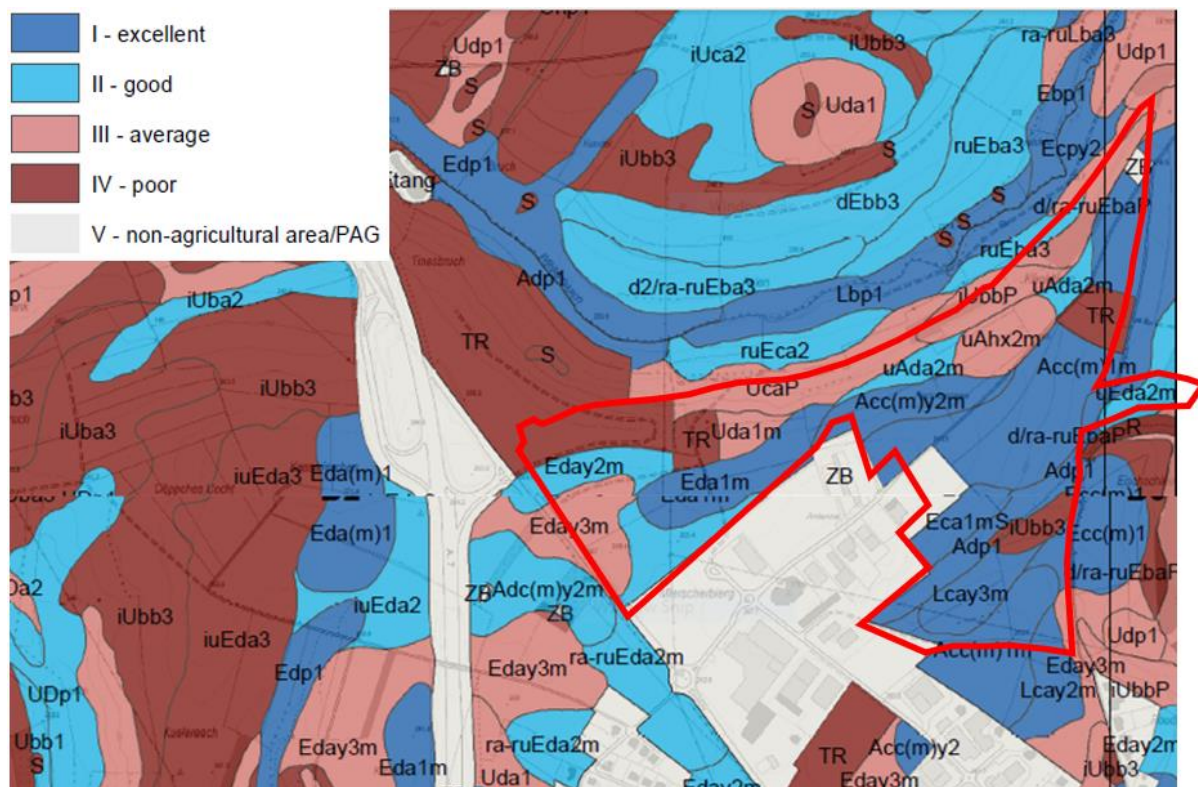 I - excellent
II - good
III - average
IV - poor
V - non-agricultural area/PAG
Udp1
ZB
S
S
iUca2
iUbb3
ra-ruLba3
Udp1
S
Uda1
Ebp1
Ecpy2
ZB
Edp1
iUbb3
S
ruEba3
Etang
S
dEbb3
S
S
S
d/ra-ruEbaP
ruEba3
Adp1
d2/ra-ruEba3
Lbp1
iUbbP
uAda2m
TR
iUba2
TR
S
ruEca2
uAhx2m
iUbb3
UcaP
uAda2m
Acc(m)1m
iUba3
Acc(m)y2m
uEda2m
TR
Uda1m
d/ra-ruEbaP
iuEda3
Eda(m)1
Eday2m
Eda1m
ZB
Adp1
Eda(m)1
Eday3m
Eca1mS
iUbb3
Ecc(m)1
Adp1
iUbb3
iuEda2
ZB
Adc(m)y2m
ZB
Lcay3m
d/ra-ruEbaP
iuEda3
Edp1
Eday3m
ra-ruEda2m
Udp1
Eday3m
Lcay2m
iUbbP
UDp1
Ubb1
S
Eday3m
Eda1m
ra-ruEda2m
Uda1
Eday2m
TR
Acc(m)y2
Eday3m
Eday2m
iUbb3